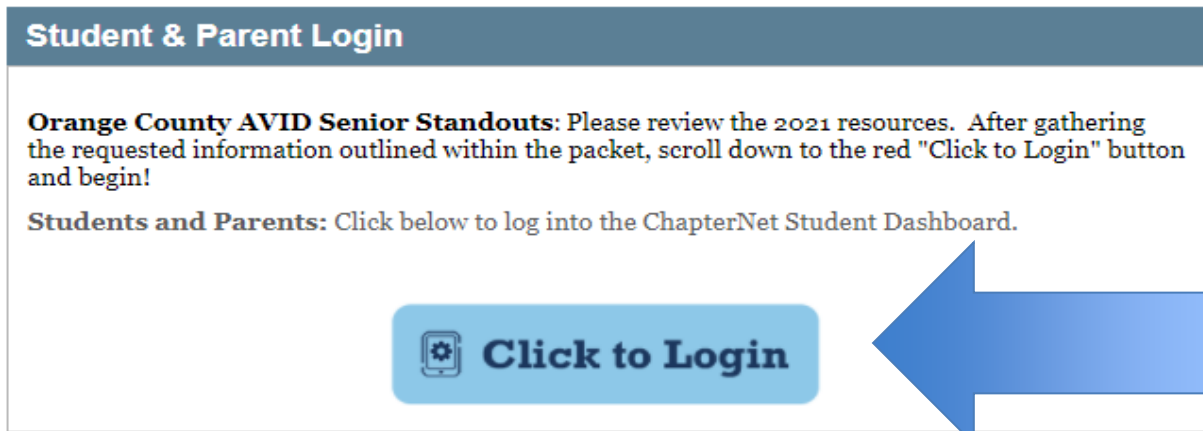 Student & Parent Login
Orange County AVID Senior Standouts: Please review the 2021 resources.  After gathering
the requested information outlined within the packet, scroll down to the red "Click to Login" button
and begin!
Students and Parents: Click below to log into the ChapterNet Student Dashboard.
Click to Login